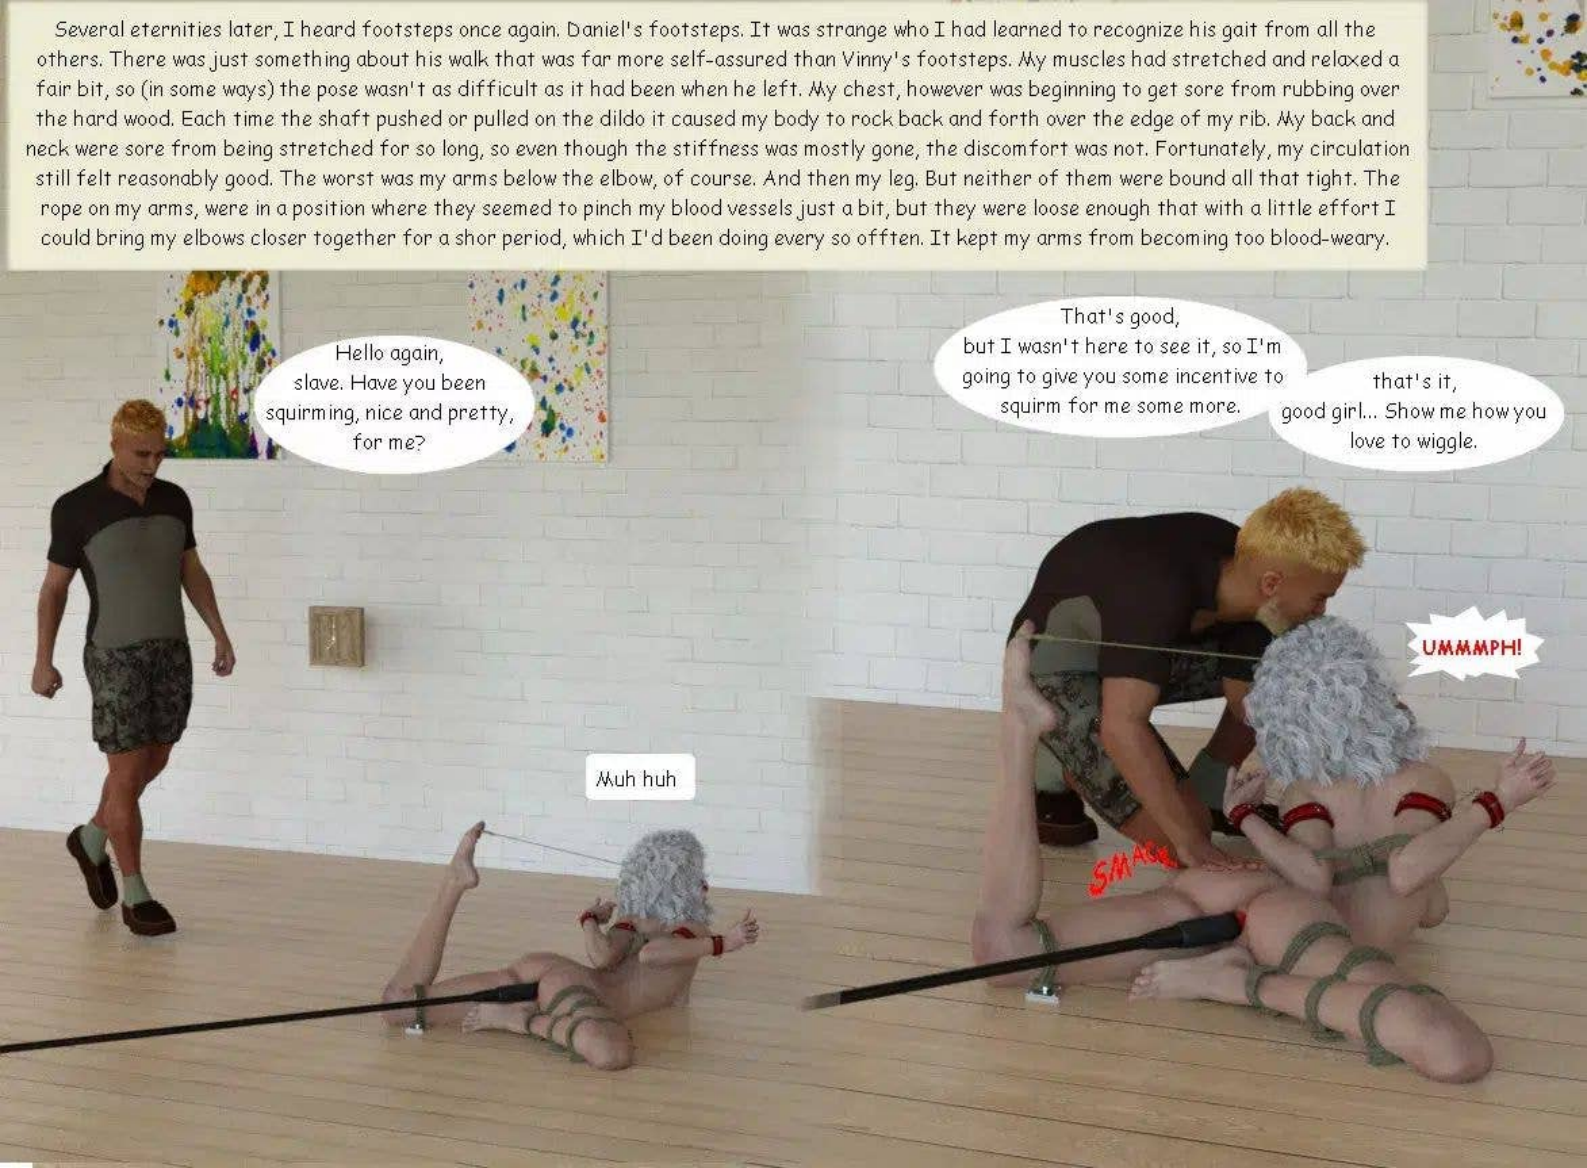 Several eternities later, I heard footsteps once again. Daniel's footsteps. It was strange who I had learned to recognize his gait from all the
others. There was just something about his walk that was far more self-assured than Vinny's footsteps. My muscles had stretched and relaxed a
fair bit, so (in some ways) the pose wasn't as difficult as it had been when he left. My chest, however was beginning to get sore from rubbing over
the hard wood. Each time the shaft pushed or pulled on the dildo it caused my body to rock back and forth over the edge of my rib. My back and
neck were sore from being stretched for so long, so even though the stiffness was mostly gone, the discomfort was not. Fortunately, my circulation
still felt reasonably good. The worst was my arms below the elbow, of course. And then my leg. But neither of them were bound all that tight. The
rope on my arms, were in a position where they seemed to pinch my blood vessels just a bit, but they were loose enough that with a little effort I
could bring my elbows closer together for a shor period, which I'd been doing every so offten. It kept my arms from becoming too blood-weary.
Hello again,
slave. Have you been
squirming, nice and pretty,
for me?
Muh huh
That's good,
but I wasn't here to see it, so I'm
going to give you some incentive to
squirm for me some more.
that's it,
good girl... Show me how you
love to wiggle.
UMMMPH!
SMACK